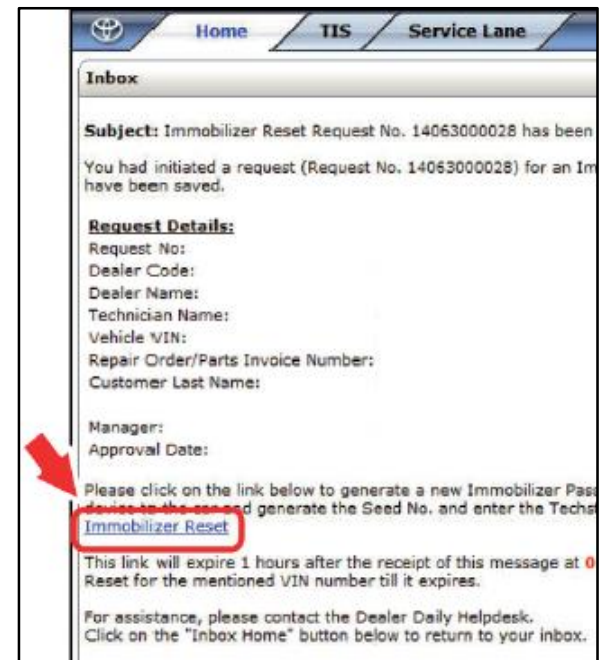 Home TIS Service Lane
Inbox
Subject: Immobilizer Reset Request No. 14063000028 has been
You had initiated a request (Request No. 14063000028) for an Im
have been saved.
Request Details:
Request No:
Dealer Code:
Dealer Name:
Technician Name:
Vehicle VIN:
Repair Order/Parts Invoice Number:
Customer Last Name:
Manager:
Approval Date:
Please click on the link below to generate a new Immobilizer Pass
device to the car and generate the Seed No. and enter the Techst
Immobilizer Reset
This link will expire 1 hours after the receipt of this message at 0
Reset for the mentioned VIN number till it expires.
For assistance, please contact the Dealer Daily Helpdesk.
Click on the "Inbox Home" button below to return to your inbox.